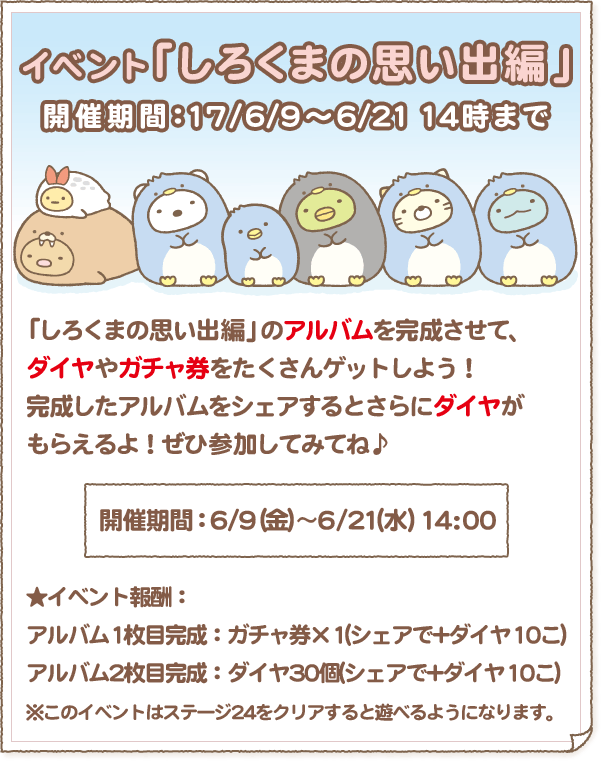 イベント「しろくまの思い出編」
開催期間：17/6/9～6/21 14時まで
「しろくまの思い出編」のアルバムを完成させて、
ダイヤやガチャ券をたくさんゲットしよう！
完成したアルバムをシェアするとさらにダイヤが
もらえるよ！ぜひ参加してみてね♪
開催期間：6/9(金)～6/21(水) 14:00
★イベント報酬：
アルバム1枚目完成：ガチャ券×1(シェアで+ダイヤ10こ)
アルバム2枚目完成：ダイヤ30個(シェアで+ダイヤ10こ)
※このイベントはステージ24をクリアすると遊べるようになります。